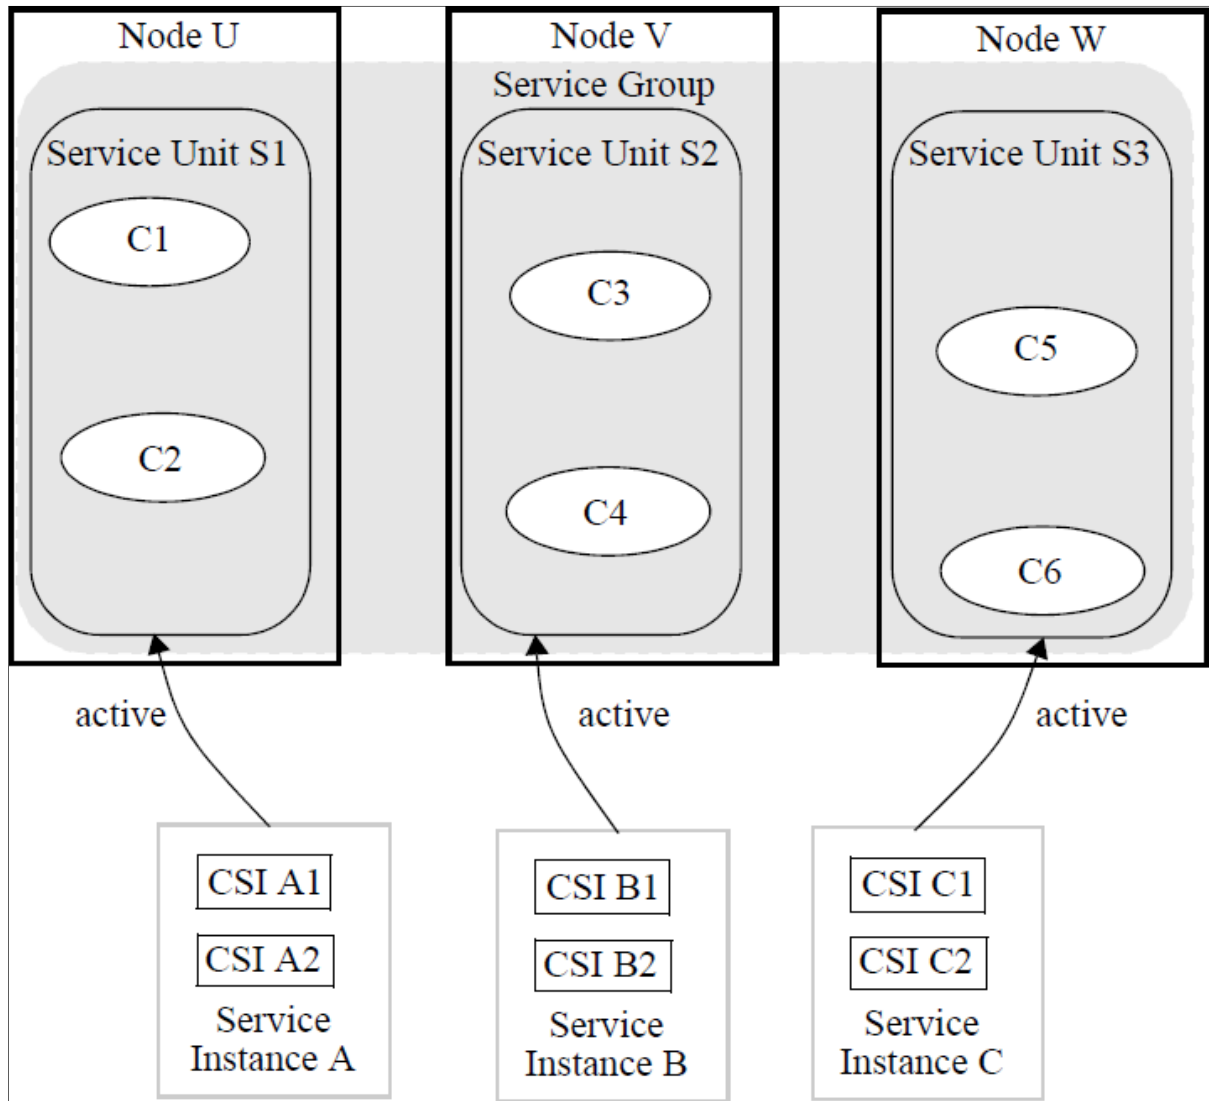 Node U
Node V
Node W
Service Group
Service Unit S1
Service Unit S2
Service Unit S3
C1
C3
C5
C2
C4
C6
active
active
active
CSI A1
CSI A2
Service
Instance A
CSI B1
CSI B2
Service
Instance B
CSI C1
CSI C2
Service
Instance C